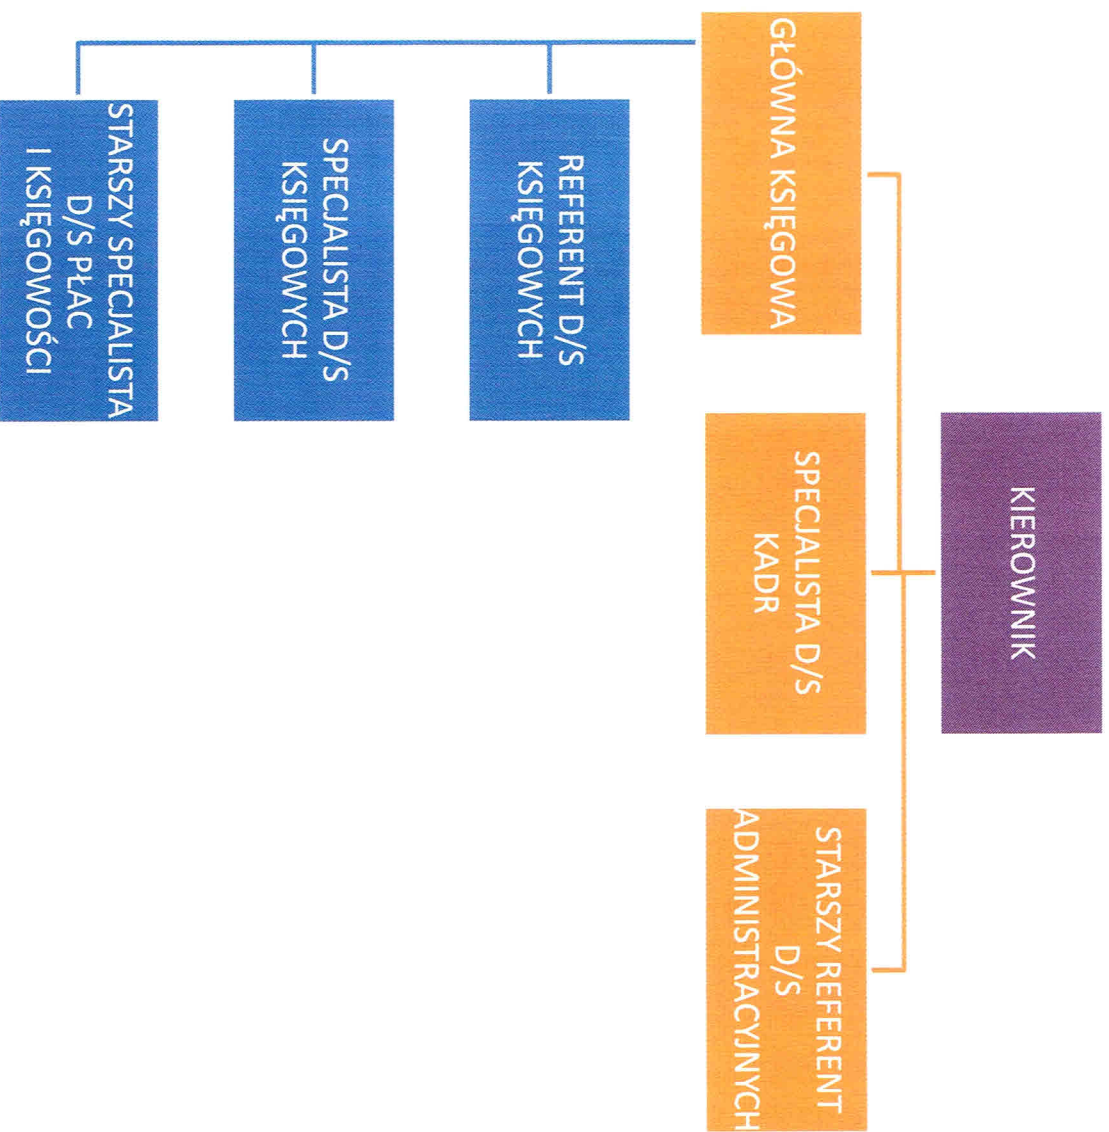 KIEROWNIK
GŁÓWNA KSIĘGOWA
SPECJALISTA D/S
KADR
STARSZY REFERENT
D/S
ADMINISTRACYJNYCH
REFERENT D/S
KSIĘGOWYCH
SPECJALISTA D/S
KSIĘGOWYCH
STARSZY SPECJALISTA
D/S PŁAC
I KSIĘGOWOŚCI